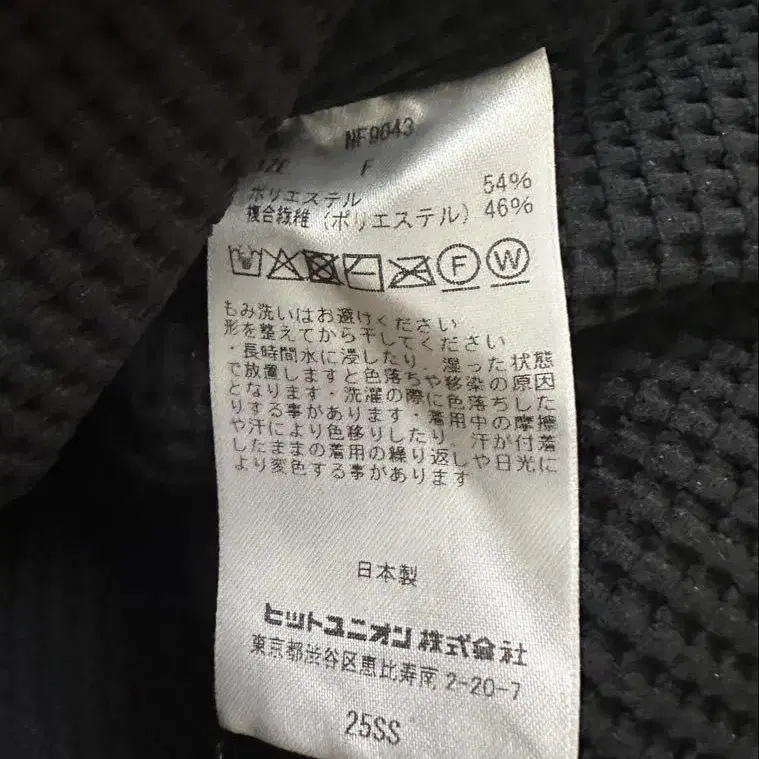 NF9043
F
ポリエステル 54%
複合繊維（ポリエステル）46%
F W
もみ洗いはお避けください
形を整えてから干してください
・長時間水に浸したり、湿った状態
で放置しますと色落ちや移染の原因
となります・洗濯の際に色落ちした
りする事があります・着用中の摩擦
や汗により色移りしたり、汗が付着
したままの着用の繰り返しや日光に
より変色する事があります
日本製
ヒットユニオン株式会社
東京都渋谷区恵比寿南 2-20-7
25SS